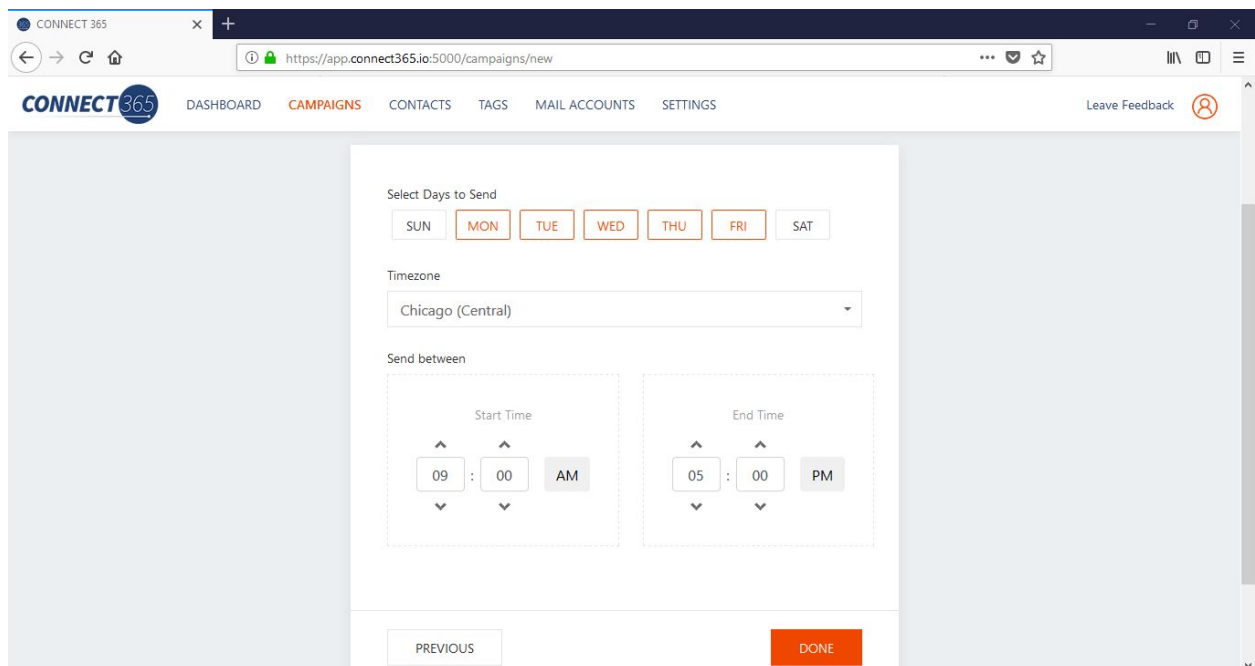 CONNECT 365
https://app.connect365.io:5000/campaigns/new
CONNECT 365 DASHBOARD CAMPAIGNS CONTACTS TAGS MAIL ACCOUNTS SETTINGS Leave Feedback
Select Days to Send
SUN MON TUE WED THU FRI SAT
Timezone
Chicago (Central)
Send between
Start Time End Time
09 : 00 AM 05 : 00 PM
PREVIOUS DONE